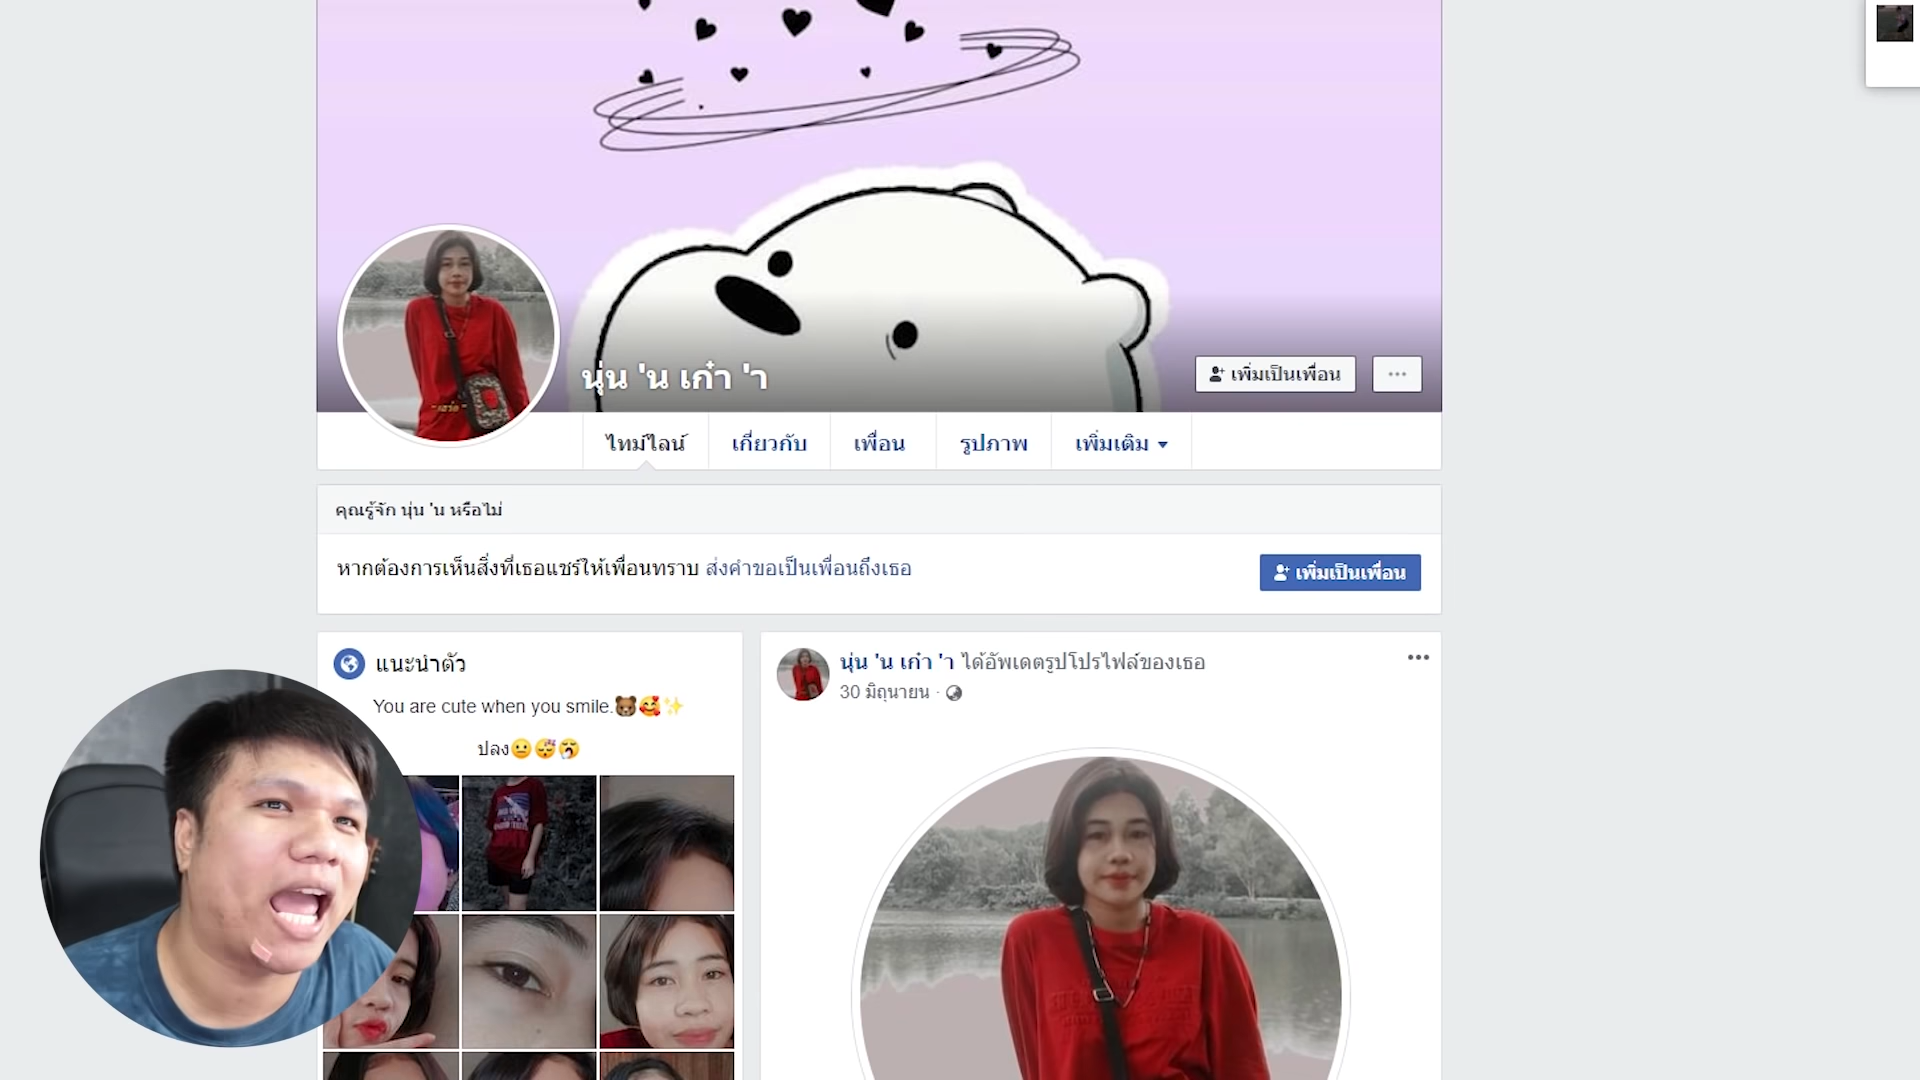 นุ่น 'น เก๋า 'า
เพิ่มเป็นเพื่อน
ไทม์ไลน์
เกี่ยวกับ
เพื่อน
รูปภาพ
เพิ่มเติม
คุณรู้จัก นุ่น 'น หรือไม่
หากต้องการเห็นสิ่งที่เธอแชร์ให้เพื่อนทราบ ส่งคำขอเป็นเพื่อนถึงเธอ
เพิ่มเป็นเพื่อน
แนะนำตัว
You are cute when you smile.🐻🥰✨
ปลง😐😴😭
นุ่น 'น เก๋า 'า ได้อัพเดตรูปโปรไฟล์ของเธอ
30 มิถุนายน ·